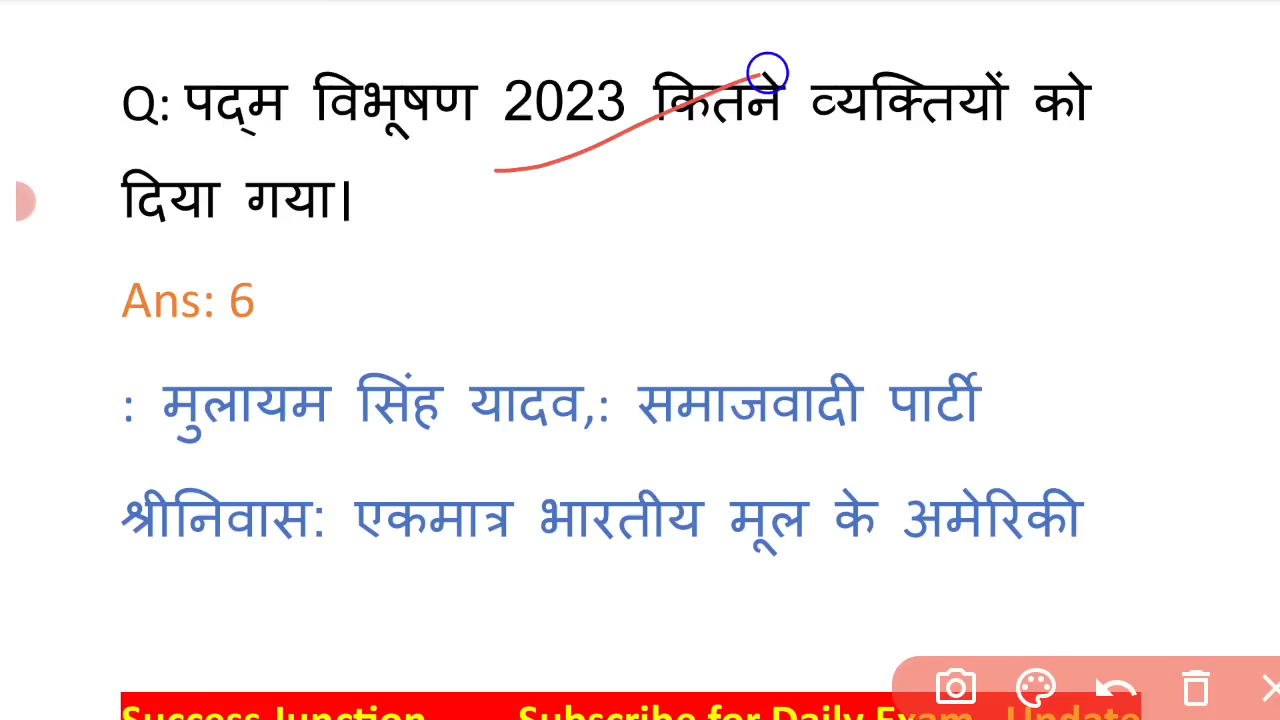 Q: पद्म विभूषण 2023 कितने व्यक्तियों को
दिया गया।
Ans: 6
: मुलायम सिंह यादव,: समाजवादी पार्टी
श्रीनिवास: एकमात्र भारतीय मूल के अमेरिकी
Success Junction Subscribe for Daily Exam Update